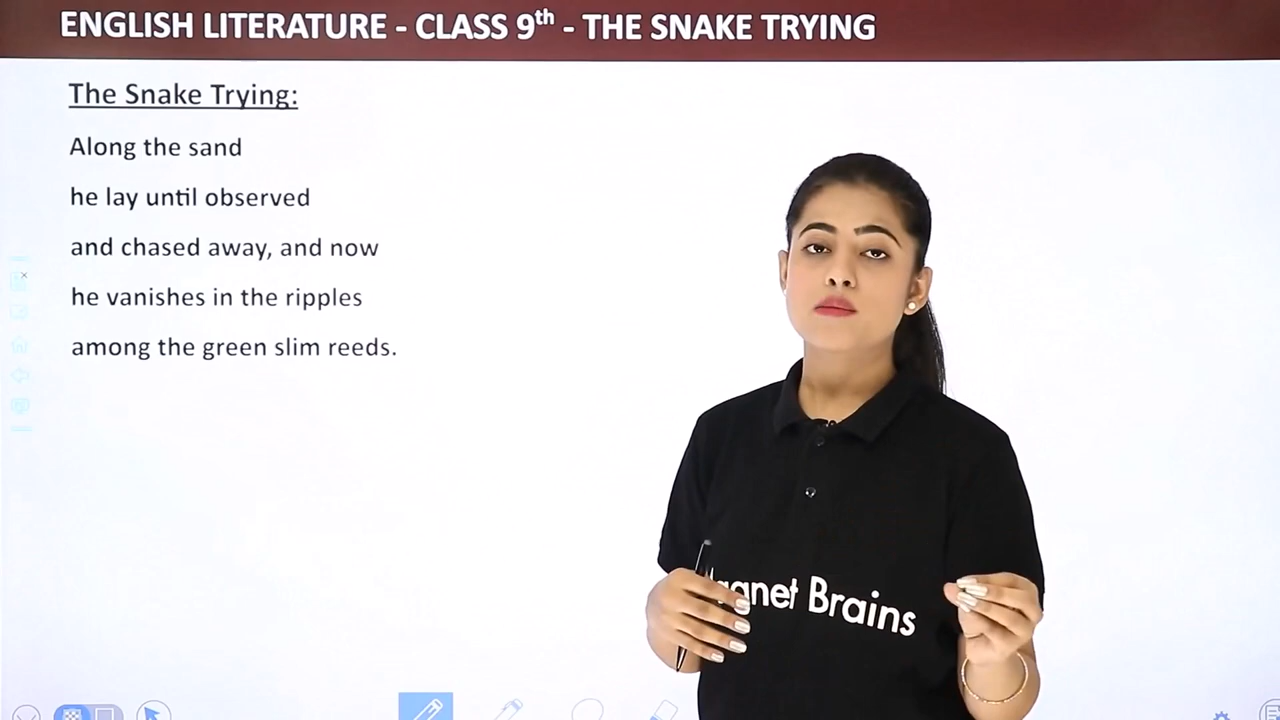 ENGLISH LITERATURE - CLASS 9th - THE SNAKE TRYING
The Snake Trying:
Along the sand
he lay until observed
and chased away, and now
he vanishes in the ripples
among the green slim reeds.
Brains